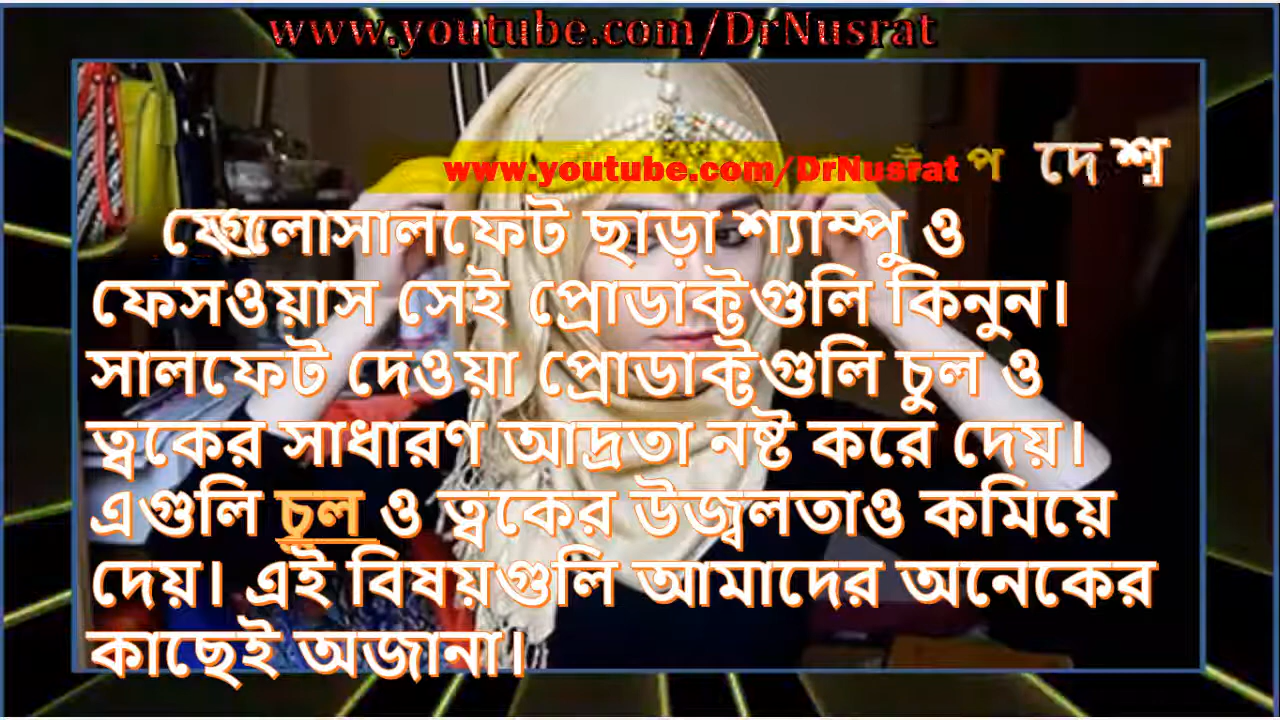 www.youtube.com/DrNusrat
www.youtube.com/DrNusrat
সালফেট ছাড়া শ্যাম্পু ও
ফেসওয়াস সেই প্রোডাক্টগুলি কিনুন।
সালফেট দেওয়া প্রোডাক্টগুলি চুল ও
ত্বকের সাধারণ আদ্রতা নষ্ট করে দেয়।
এগুলি চুল ও ত্বকের উজ্বলতাও কমিয়ে
দেয়। এই বিষয়গুলি আমাদের অনেকের
কাছেই অজানা।